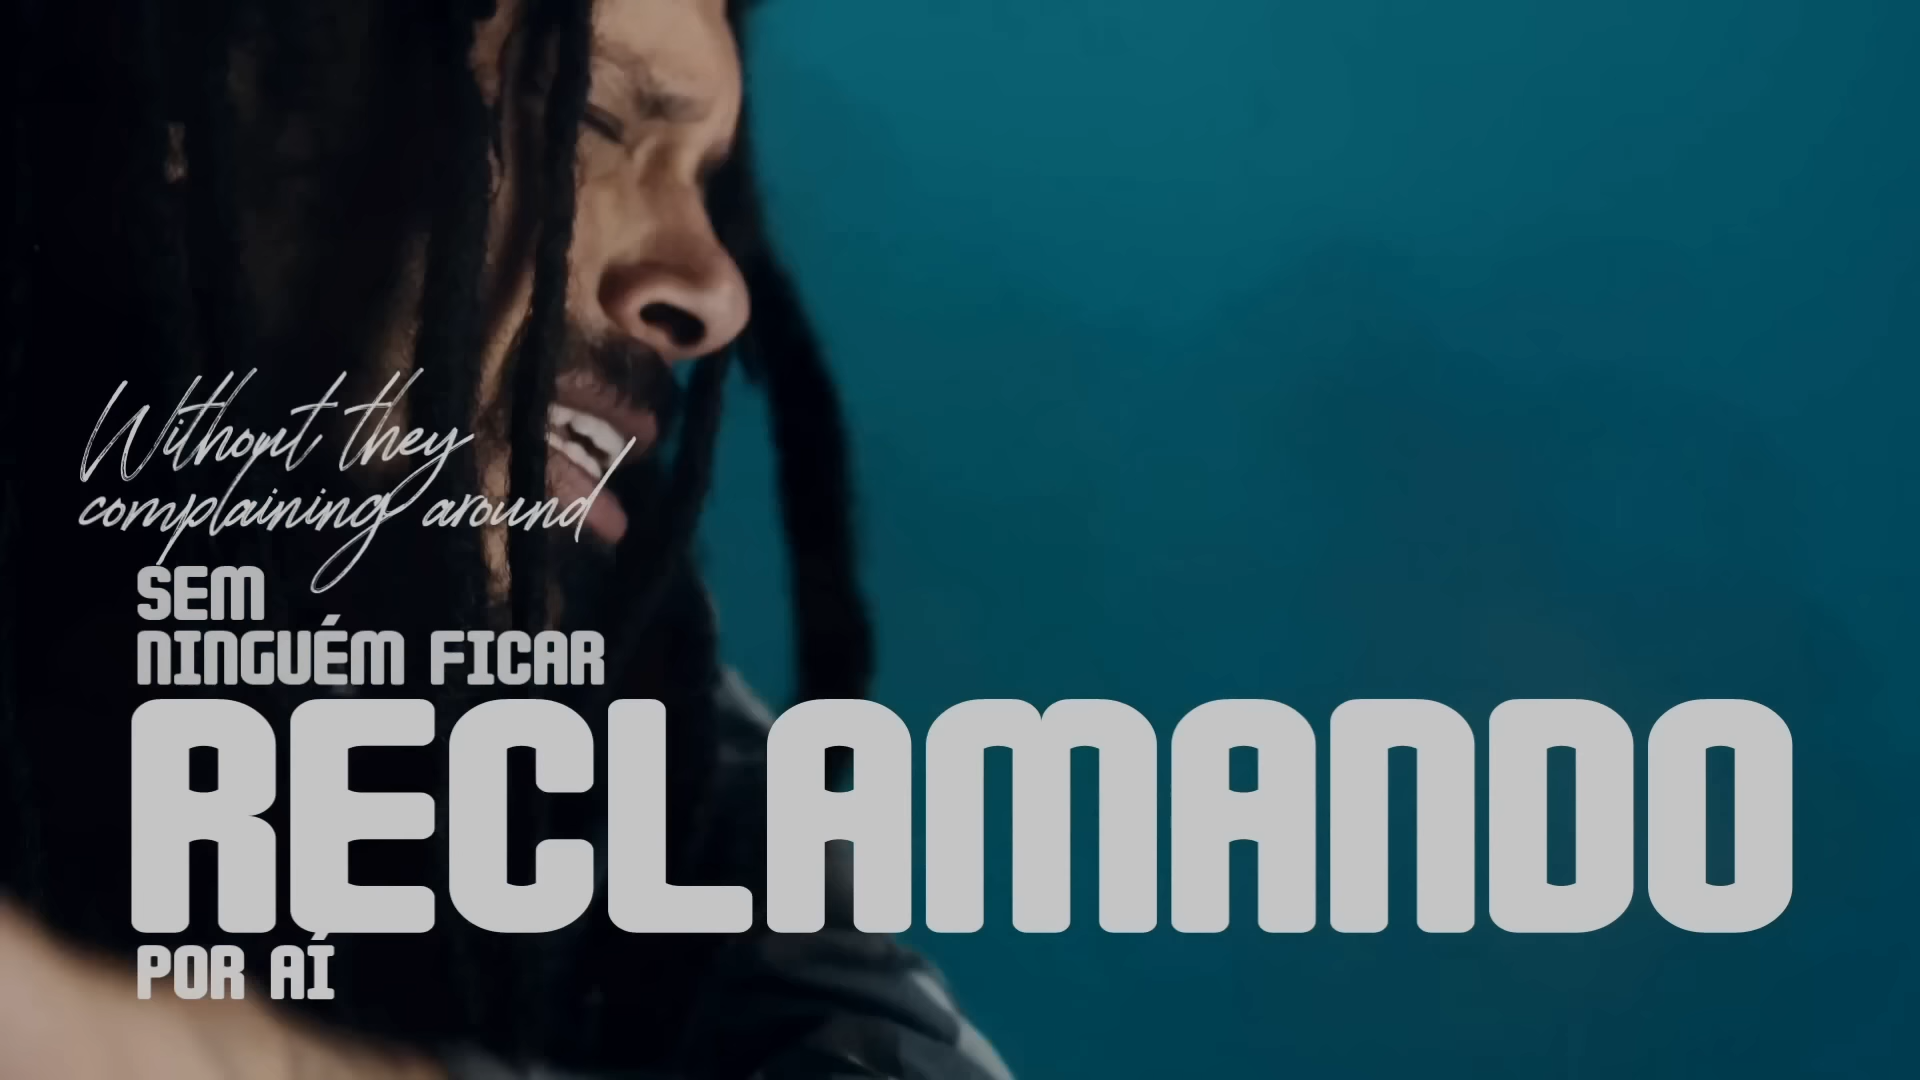 Without they
complaining around
SEM
NINGUÉM FICAR
RECLAMANDO
POR AÍ